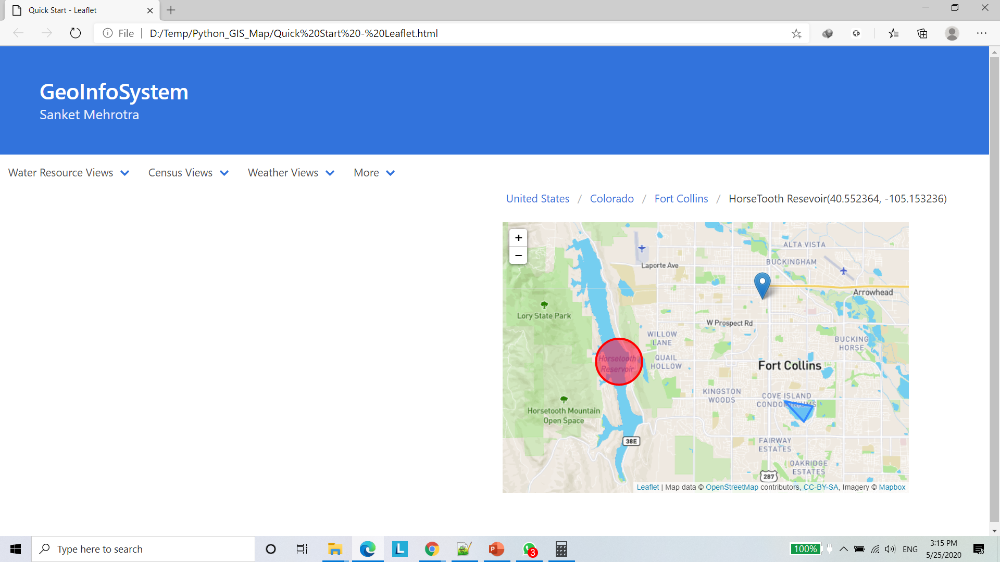 Quick Start - Leaflet
File
D:/Temp/Python_GIS_Map/Quick%20Start%20-%20Leaflet.html
GeoInfoSystem
Sanket Mehrotra
Water Resource Views
Census Views
Weather Views
More
United States / Colorado / Fort Collins / HorseTooth Resevoir(40.552364, -105.153236)
+
−
ALTA VISTA
BUCKINGHAM
Laporte Ave
Arrowhead
Lory State Park
W Prospect Rd
WILLOW
LANE
BUCKING
HORSE
QUAIL
HOLLOW
Horsetooth
Reservoir
Fort Collins
KINGSTON
WOODS
COVE ISLAND
CONDOMINIUMS
Horsetooth Mountain
Open Space
38E
FAIRWAY
ESTATES
OAKRIDGE
ESTATES
287
Leaflet | Map data © OpenStreetMap contributors, CC-BY-SA, Imagery © Mapbox
Type here to search
L
P
3
100%
ENG
3:15 PM
5/25/2020